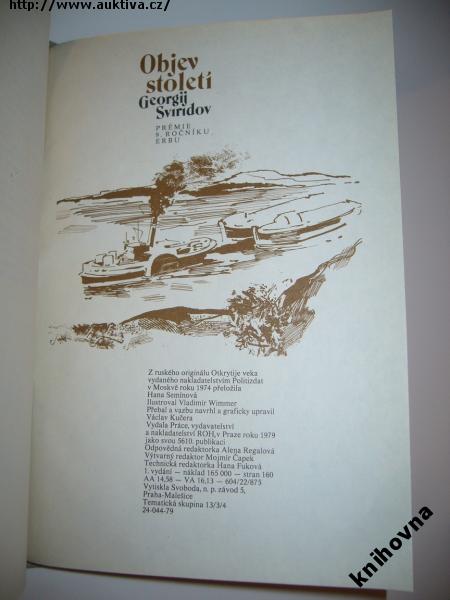 http://www.auktiva.cz/
Objev
století
Georgij
Sviridov
PRÉMIE
9. ROČNÍKU
ERBU
Z ruského originálu Otkrytije veka
vydaného nakladatelstvím Politizdat
v Moskvě roku 1974 přeložila
Hana Semínová
Ilustroval Vladimír Wimmer
Přebal a vazbu navrhl a graficky upravil
Václav Kučera
Vydala Práce, vydavatelství
a nakladatelství ROH, v Praze roku 1979
jako svou 5610. publikaci
Odpovědná redaktorka Alena Regalová
Výtvarný redaktor Mojmír Čapek
Technická redaktorka Hana Fuková
1. vydání — náklad 165 000 — stran 160
AA 14,58 — VA 16,13 — 604/22/875
Vytiskla Svoboda, n. p. závod 5,
Praha-Malešice
Tematická skupina 13/3/4
24-044-79
knihovna